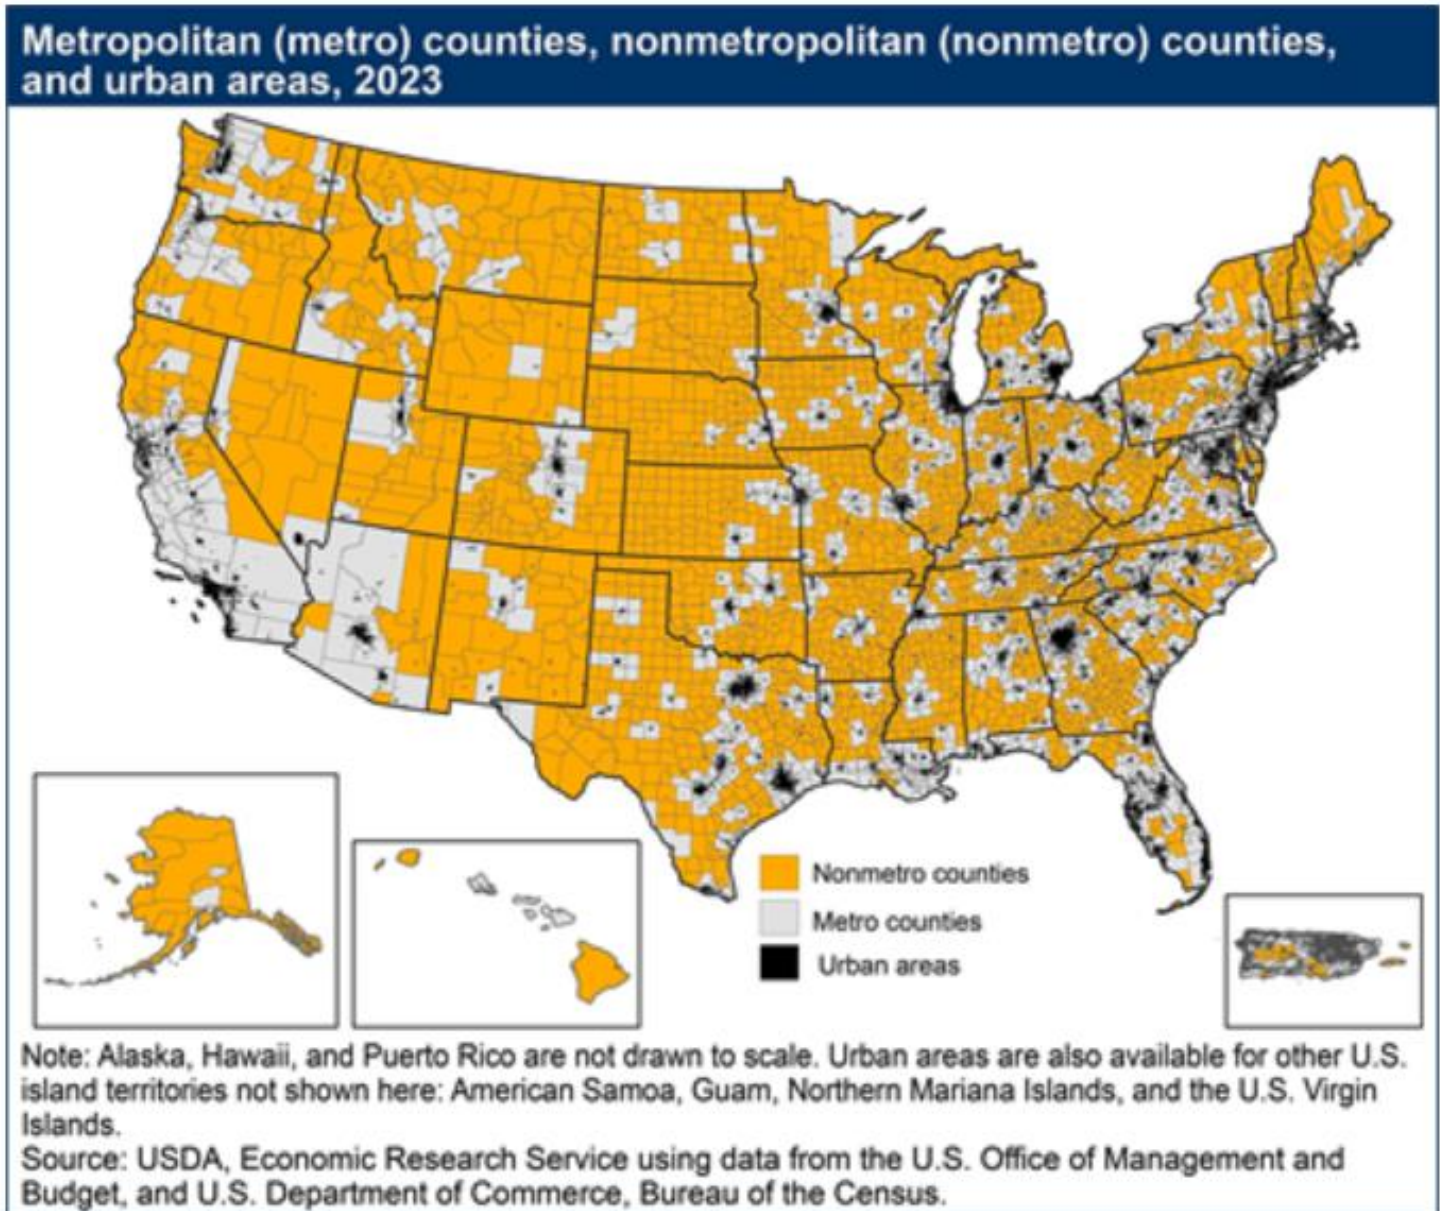 Metropolitan (metro) counties, nonmetropolitan (nonmetro) counties,
and urban areas, 2023
Nonmetro counties
Metro counties
Urban areas
Note: Alaska, Hawaii, and Puerto Rico are not drawn to scale. Urban areas are also available for other U.S.
island territories not shown here: American Samoa, Guam, Northern Mariana Islands, and the U.S. Virgin
Islands.
Source: USDA, Economic Research Service using data from the U.S. Office of Management and
Budget, and U.S. Department of Commerce, Bureau of the Census.